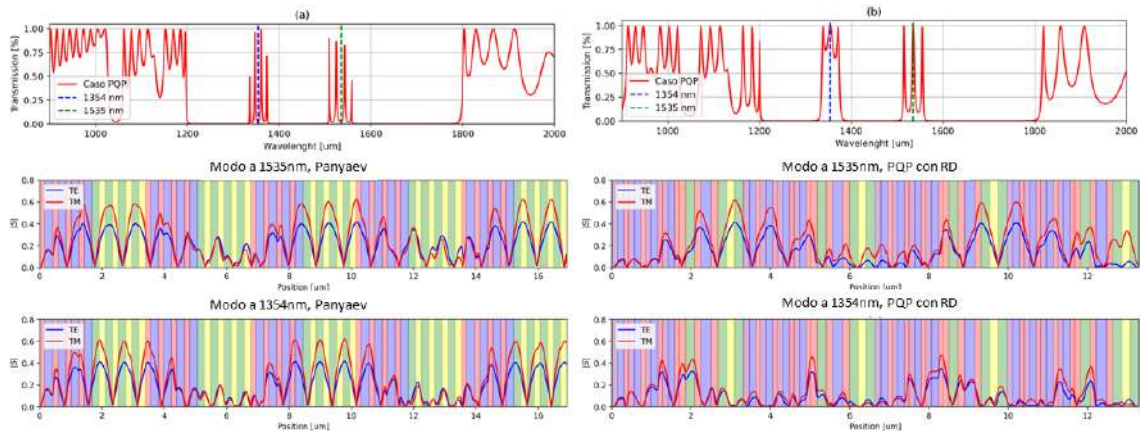 (a)
Transmission [%]
1.00
0.75
0.50
0.25
0.00
Caso PQP
1354 nm
1535 nm
1000 1200 1400 1600 1800 2000
Wavelenght [um]
(b)
Transmission [%]
1.00
0.75
0.50
0.25
0.00
Caso PQP
1354 nm
1535 nm
1000 1200 1400 1600 1800 2000
Wavelenght [um]
Modo a 1535nm, Panyaev
|S|
0.8
0.6
0.4
0.2
0.0
TE
TM
0 2 4 6 8 10 12 14 16
Position [um]
Modo a 1535nm, PQP con RD
|S|
0.8
0.6
0.4
0.2
0.0
TE
TM
0 2 4 6 8 10 12
Position [um]
Modo a 1354nm, Panyaev
|S|
0.8
0.6
0.4
0.2
0.0
TE
TM
0 2 4 6 8 10 12 14 16
Position [um]
Modo a 1354nm, PQP con RD
|S|
0.8
0.6
0.4
0.2
0.0
TE
TM
0 2 4 6 8 10 12
Position [um]